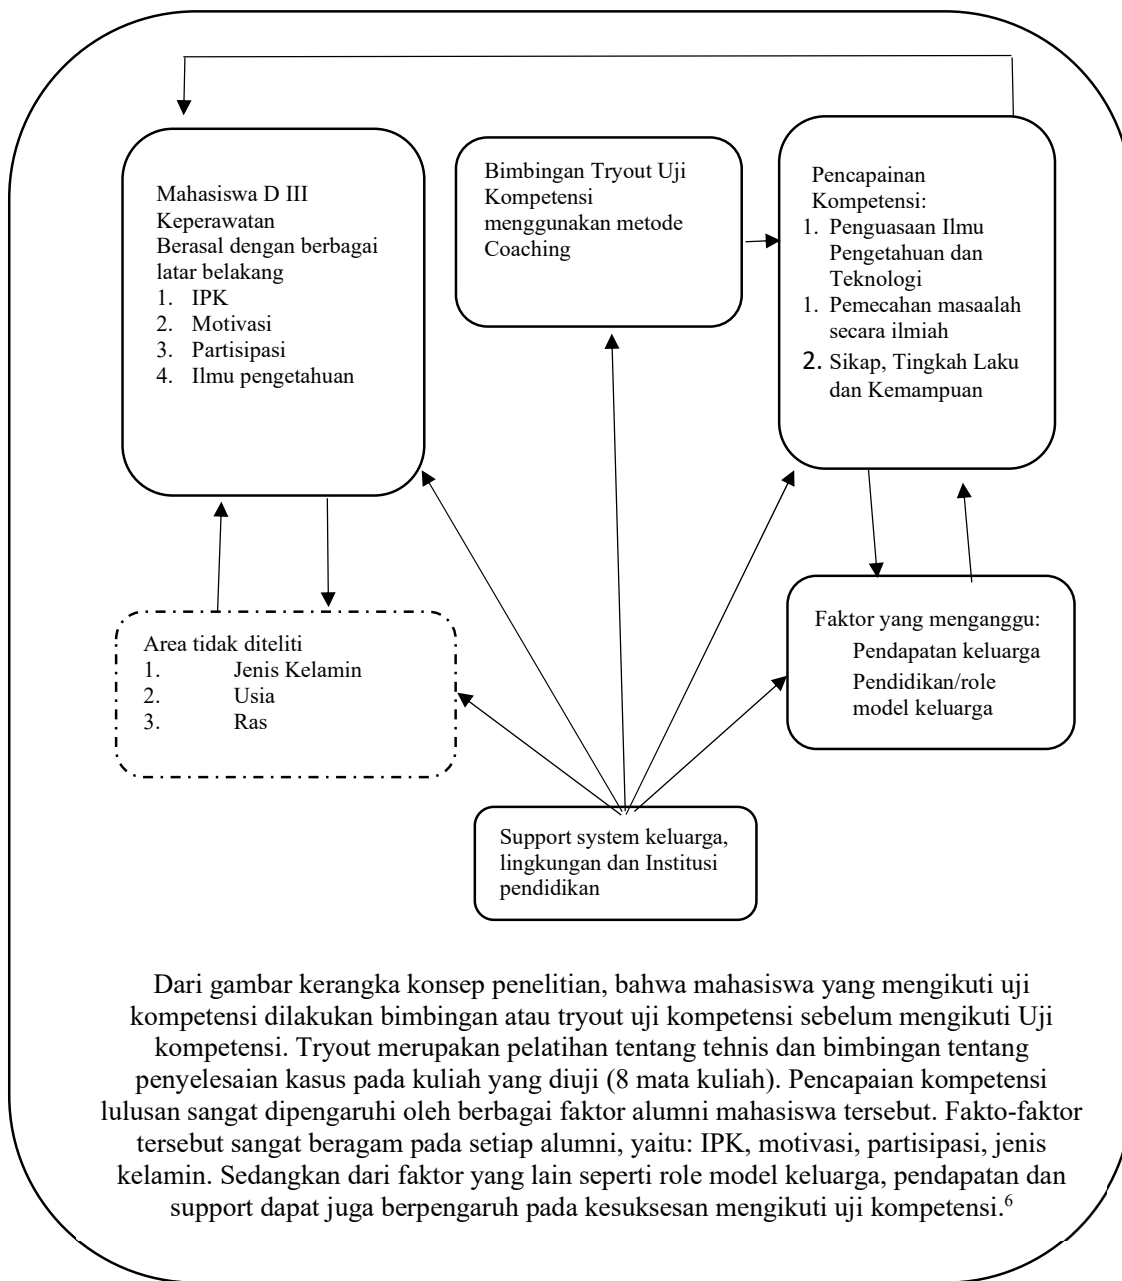 Mahasiswa D III
Keperawatan
Berasal dengan berbagai
latar belakang
1. IPK
2. Motivasi
3. Partisipasi
4. Ilmu pengetahuan
Bimbingan Tryout Uji
Kompetensi
menggunakan metode
Coaching
Pencapainan
Kompetensi:
1. Penguasaan Ilmu
Pengetahuan dan
Teknologi
1. Pemecahan masaalah
secara ilmiah
2. Sikap, Tingkah Laku
dan Kemampuan
Area tidak diteliti
1. Jenis Kelamin
2. Usia
3. Ras
Faktor yang menganggu:
Pendapatan keluarga
Pendidikan/role
model keluarga
Support system keluarga,
lingkungan dan Institusi
pendidikan
Dari gambar kerangka konsep penelitian, bahwa mahasiswa yang mengikuti uji
kompetensi dilakukan bimbingan atau tryout uji kompetensi sebelum mengikuti Uji
kompetensi. Tryout merupakan pelatihan tentang tehnis dan bimbingan tentang
penyelesaian kasus pada kuliah yang diuji (8 mata kuliah). Pencapaian kompetensi
lulusan sangat dipengaruhi oleh berbagai faktor alumni mahasiswa tersebut. Fakto-faktor
tersebut sangat beragam pada setiap alumni, yaitu: IPK, motivasi, partisipasi, jenis
kelamin. Sedangkan dari faktor yang lain seperti role model keluarga, pendapatan dan
support dapat juga berpengaruh pada kesuksesan mengikuti uji kompetensi.⁶